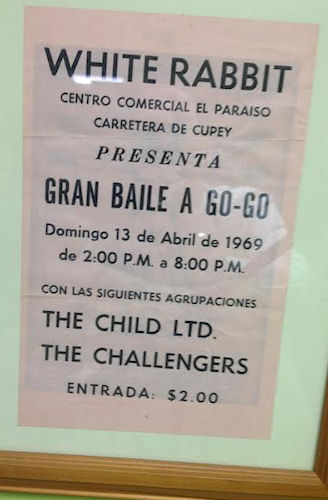 WHITE RABBIT
CENTRO COMERCIAL EL PARAISO
CARRETERA DE CUPEY
PRESENTA
GRAN BAILE A GO-GO
Domingo 13 de Abril de 1969
de 2:00 P.M. a 8:00 P.M.
CON LAS SIGUIENTES AGRUPACIONES
THE CHILD LTD.
THE CHALLENGERS
ENTRADA: $2.00